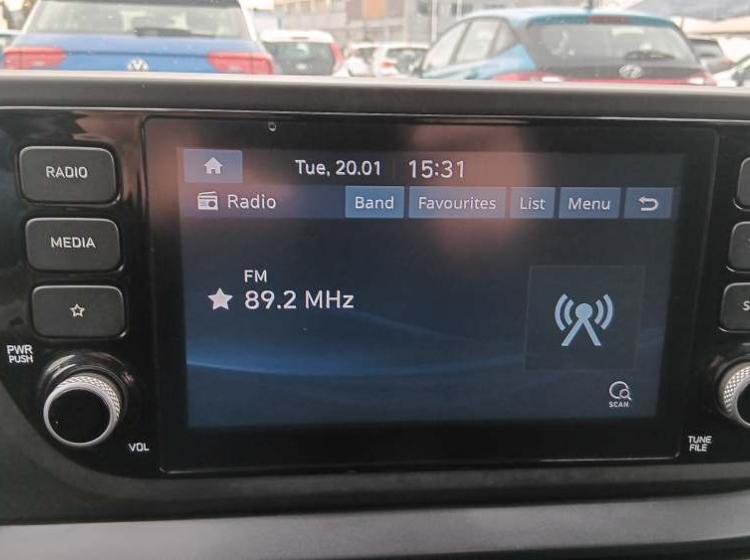 RADIO
MEDIA
PWR
PUSH
VOL
Tue, 20.01 15:31
Radio Band Favourites List Menu
FM
89.2 MHz
SCAN
S
TUNE
FILE